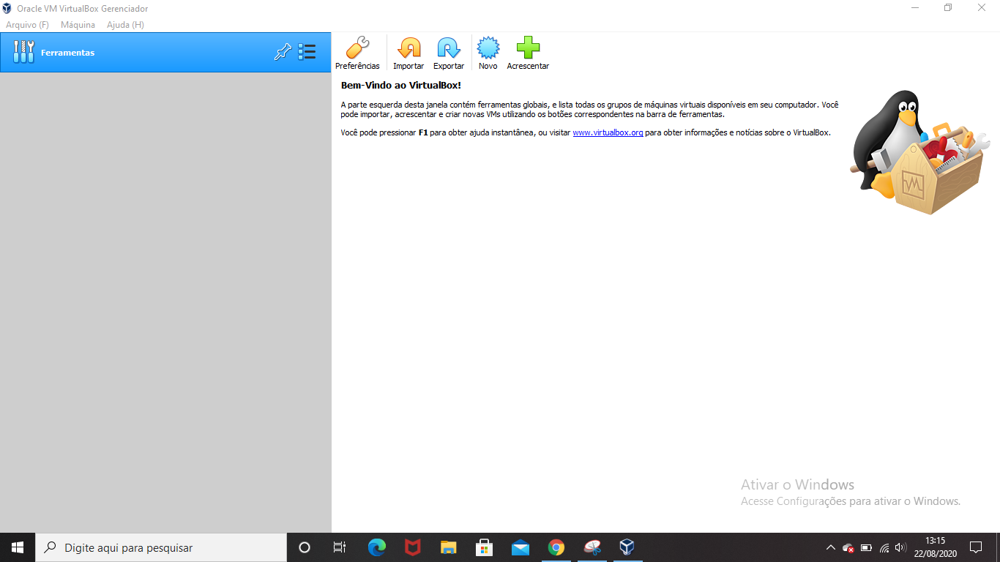 Oracle VM VirtualBox Gerenciador
Arquivo (F) Máquina Ajuda (H)
Ferramentas
Preferências Importar Exportar Novo Acrescentar
Bem-Vindo ao VirtualBox!
A parte esquerda desta janela contém ferramentas globais, e lista todas os grupos de máquinas virtuais disponíveis em seu computador. Você
pode importar, acrescentar e criar novas VMs utilizando os botões correspondentes na barra de ferramentas.
Você pode pressionar F1 para obter ajuda instantânea, ou visitar www.virtualbox.org para obter informações e notícias sobre o VirtualBox.
Ativar o Windows
Acesse Configurações para ativar o Windows.
Digite aqui para pesquisar
13:15
22/08/2020